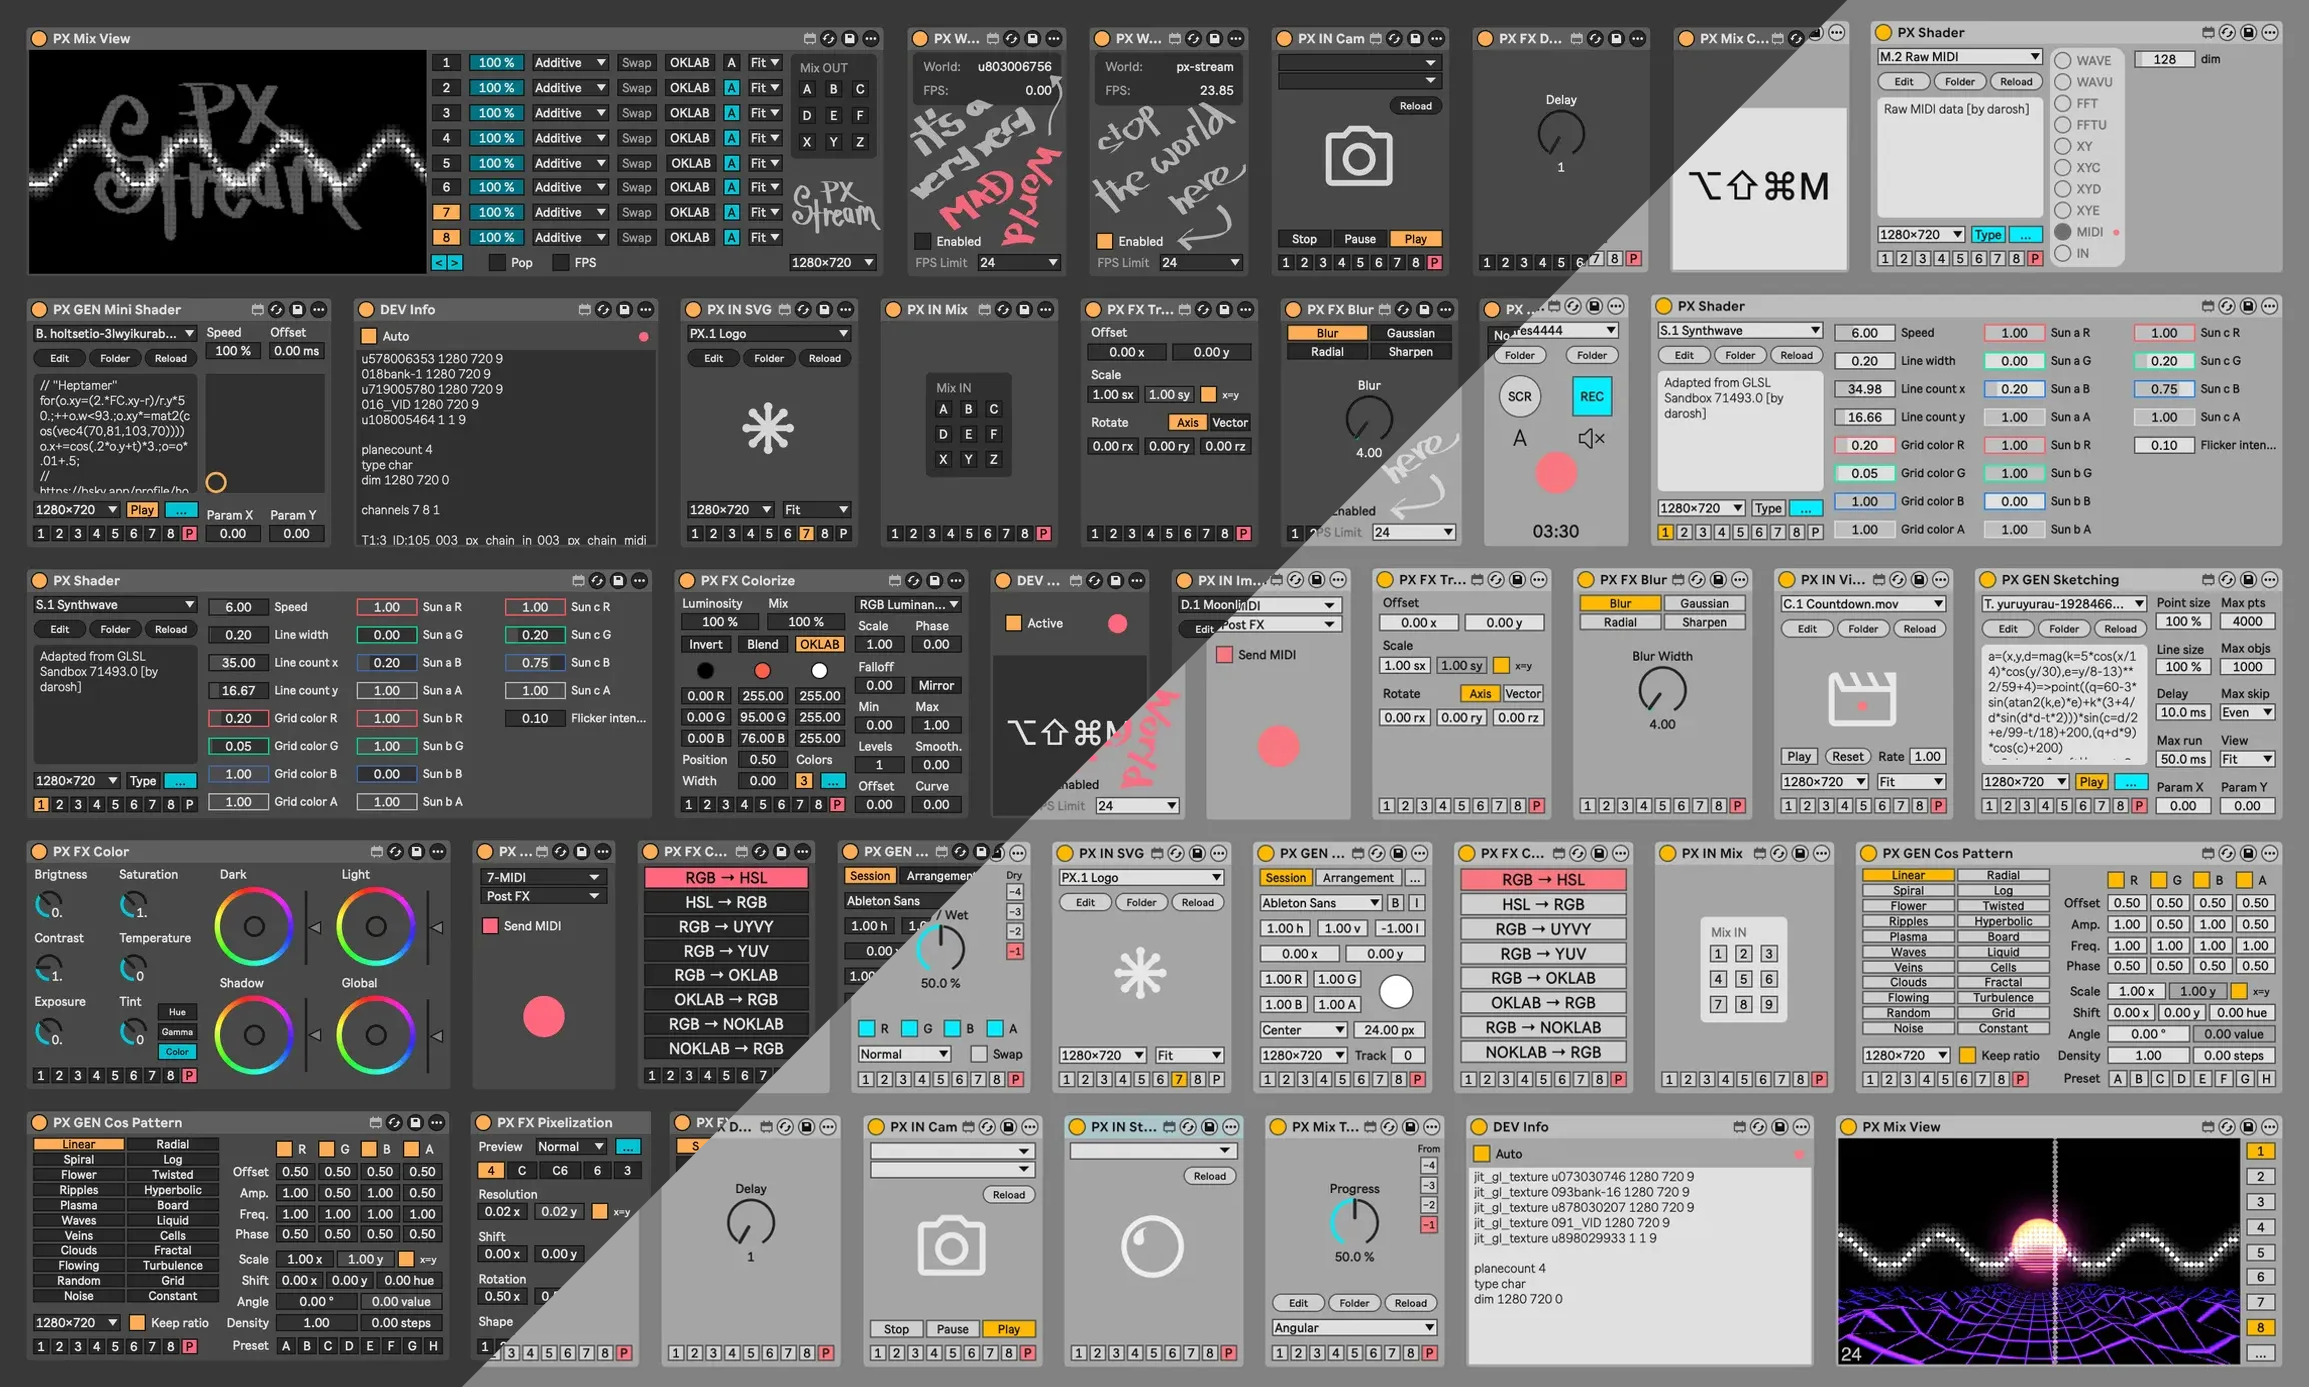 PX Mix View
PX Stream
1 100 % Additive Swap OKLAB A Fit
2 100 % Additive Swap OKLAB A Fit
3 100 % Additive Swap OKLAB A Fit
4 100 % Additive Swap OKLAB A Fit
5 100 % Additive Swap OKLAB A Fit
6 100 % Additive Swap OKLAB A Fit
7 100 % Additive Swap OKLAB A Fit
8 100 % Additive Swap OKLAB A Fit
< > Pop FPS
Mix OUT
A B C
D E F
X Y Z
PX Stream
1280×720
PX W...
World: u803006756
FPS: 0.00
it's a
very very
MAD
World
Enabled
FPS Limit 24
PX W...
World: px-stream
FPS: 23.85
stop
the world
here
Enabled
FPS Limit 24
PX IN Cam
Reload
Stop Pause Play
1 2 3 4 5 6 7 8 P
PX FX D...
Delay
1
1 2 3 4 5 6 7 8 P
PX Mix C...
⌥⇧⌘M
PX Shader
M.2 Raw MIDI
Edit Folder Reload
Raw MIDI data [by darosh]
1280×720 Type ...
1 2 3 4 5 6 7 8 P
WAVE
WAVU
FFT
FFTU
XY
XYC
XYD
XYE
MIDI
IN
128 dim
PX GEN Mini Shader
B. holtsetio-3lwyikurab...
Edit Folder Reload
// "Heptamer"
for(o.xy=(2.*FC.xy-r)/r.y*5
0.;++o.w<93.;o.xy*=mat2(c
os(vec4(70,81,103,70))))
o.x+=cos(.2*o.y+t)*3.;o=o*
.01+.5;
//
https://bsky.app/profile/ho
1280×720 Play ...
1 2 3 4 5 6 7 8 P
Speed Offset
100 % 0.00 ms
Param X Param Y
0.00 0.00
DEV Info
Auto
u578006353 1280 720 9
018bank-1 1280 720 9
u719005780 1280 720 9
016_VID 1280 720 9
u108005464 1 1 9
planecount 4
type char
dim 1280 720 0
channels 7 8 1
T1:3 ID:105 003_px_chain_in 003_px_chain_midi
PX IN SVG
PX.1 Logo
Edit Folder Reload
1280×720 Fit
1 2 3 4 5 6 7 8 P
PX IN Mix
Mix IN
A B C
D E F
X Y Z
1 2 3 4 5 6 7 8 P
PX FX Tr...
Offset
0.00 x 0.00 y
Scale
1.00 sx 1.00 sy x=y
Rotate Axis Vector
0.00 rx 0.00 ry 0.00 rz
1 2 3 4 5 6 7 8 P
PX FX Blur
Blur Gaussian
Radial Sharpen
Blur
4.00
here
nabled
PS Limit 24
1 2
PX ...
No
res4444
Folder Folder
SCR REC
A
03:30
PX Shader
S.1 Synthwave
Edit Folder Reload
Adapted from GLSL
Sandbox 71493.0 [by
darosh]
1280×720 Type ...
1 2 3 4 5 6 7 8 P
6.00 Speed 1.00 Sun a R 1.00 Sun c R
0.20 Line width 0.00 Sun a G 0.20 Sun c G
34.98 Line count x 0.20 Sun a B 0.75 Sun c B
16.66 Line count y 1.00 Sun a A 1.00 Sun c A
0.20 Grid color R 1.00 Sun b R 0.10 Flicker inten...
0.05 Grid color G 1.00 Sun b G
1.00 Grid color B 0.00 Sun b B
1.00 Grid color A 1.00 Sun b A
PX Shader
S.1 Synthwave
Edit Folder Reload
Adapted from GLSL
Sandbox 71493.0 [by
darosh]
1280×720 Type ...
1 2 3 4 5 6 7 8 P
6.00 Speed 1.00 Sun a R 1.00 Sun c R
0.20 Line width 0.00 Sun a G 0.20 Sun c G
35.00 Line count x 0.20 Sun a B 0.75 Sun c B
16.67 Line count y 1.00 Sun a A 1.00 Sun c A
0.20 Grid color R 1.00 Sun b R 0.10 Flicker inten...
0.05 Grid color G 1.00 Sun b G
1.00 Grid color B 0.00 Sun b B
1.00 Grid color A 1.00 Sun b A
PX FX Colorize
Luminosity Mix RGB Luminan...
100 % 100 % Scale Phase
Invert Blend OKLAB 1.00 0.00
Falloff
0.00 R 255.00 255.00 0.00 Mirror
0.00 G 95.00 G 255.00 Min Max
0.00 B 76.00 B 255.00 0.00 1.00
Position 0.50 Colors Levels Smooth.
Width 0.00 3 ... 1 0.00
1 2 3 4 5 6 7 8 P Offset Curve
0.00 0.00
DEV ...
Active
⌥⇧⌘M
World
nabled
PS Limit 24
PX IN Im...
D.1 Moonli
Edit
IDI
Post FX
Send MIDI
PX FX Tr...
Offset
0.00 x 0.00 y
Scale
1.00 sx 1.00 sy x=y
Rotate Axis Vector
0.00 rx 0.00 ry 0.00 rz
1 2 3 4 5 6 7 8 P
PX FX Blur
Blur Gaussian
Radial Sharpen
Blur Width
4.00
1 2 3 4 5 6 7 8 P
PX IN Vi...
C.1 Countdown.mov
Edit Folder Reload
Play Reset Rate 1.00
1280×720 Fit
1 2 3 4 5 6 7 8 P
PX GEN Sketching
T. yuruyurau-1928466...
Edit Folder Reload
a=(x,y,d=mag(k=5*cos(x/1
4)*cos(y/30),e=y/8-13)**
2/59+4)=>point((q=60-3*
sin(atan2(k,e)*e)+k*(3+4/
d*sin(d*d-t*2)))*sin(c=d/2
+e/99-t/18)+200,(q+d*9)
*cos(c)+200)
1280×720 Play ...
1 2 3 4 5 6 7 8 P
Point size Max pts
100 % 4000
Line size Max objs
100 % 1000
Delay Max skip
10.0 ms Even
Max run View
50.0 ms Fit
Param X Param Y
0.00 0.00
PX FX Color
Brigtness Saturation Dark Light
0. 1.
Contrast Temperature
1. 0
Exposure Tint Shadow Global
0. 0
Hue
Gamma
Color
1 2 3 4 5 6 7 8 P
PX ...
7-MIDI
Post FX
Send MIDI
PX FX C...
RGB → HSL
HSL → RGB
RGB → UYVY
RGB → YUV
RGB → OKLAB
OKLAB → RGB
RGB → NOKLAB
NOKLAB → RGB
1 2 3 4 5 6 7
PX GEN ...
Session Arrangement
Ableton Sans
1.00 h
0.00
1.00
Dry
-4
-3
-2
-1
/ Wet
50.0 %
R G B A
Normal Swap
1 2 3 4 5 6 7 8 P
PX IN SVG
PX.1 Logo
Edit Folder Reload
1280×720 Fit
1 2 3 4 5 6 7 8 P
PX GEN ...
Session Arrangement ...
Ableton Sans B I
1.00 h 1.00 v -1.00 l
0.00 x 0.00 y
1.00 R 1.00 G
1.00 B 1.00 A
Center 24.00 px
1280×720 Track 0
1 2 3 4 5 6 7 8 P
PX FX C...
RGB → HSL
HSL → RGB
RGB → UYVY
RGB → YUV
RGB → OKLAB
OKLAB → RGB
RGB → NOKLAB
NOKLAB → RGB
1 2 3 4 5 6 7 8 P
PX IN Mix
Mix IN
1 2 3
4 5 6
7 8 9
1 2 3 4 5 6 7 8 P
PX GEN Cos Pattern
Linear Radial
Spiral Log
Flower Twisted
Ripples Hyperbolic
Plasma Board
Waves Liquid
Veins Cells
Clouds Fractal
Flowing Turbulence
Random Grid
Noise Constant
1280×720 Keep ratio
1 2 3 4 5 6 7 8 P
R G B A
Offset 0.50 0.50 0.50 0.50
Amp. 1.00 0.50 1.00 0.50
Freq. 1.00 1.00 1.00 1.00
Phase 0.50 0.50 0.50 0.50
Scale 1.00 x 1.00 y x=y
Shift 0.00 x 0.00 y 0.00 hue
Angle 0.00 ° 0.00 value
Density 1.00 0.00 steps
Preset A B C D E F G H
PX GEN Cos Pattern
Linear Radial
Spiral Log
Flower Twisted
Ripples Hyperbolic
Plasma Board
Waves Liquid
Veins Cells
Clouds Fractal
Flowing Turbulence
Random Grid
Noise Constant
1280×720 Keep ratio
1 2 3 4 5 6 7 8 P
R G B A
Offset 0.50 0.50 0.50 0.50
Amp. 1.00 0.50 1.00 0.50
Freq. 1.00 1.00 1.00 1.00
Phase 0.50 0.50 0.50 0.50
Scale 1.00 x 1.00 y x=y
Shift 0.00 x 0.00 y 0.00 hue
Angle 0.00 ° 0.00 value
Density 1.00 0.00 steps
Preset A B C D E F G H
PX FX Pixelization
Preview Normal ...
4 C C6 6 3
Resolution
0.02 x 0.02 y x=y
Shift
0.00 x 0.00 y
Rotation
0.50 x
Shape
1 3 4 5 6 7 8 P
PX F
S
D...
Delay
1
1 2 3 4 5 6 7 8 P
PX IN Cam
Reload
Stop Pause Play
1 2 3 4 5 6 7 8 P
PX IN St...
Reload
1 2 3 4 5 6 7 8 P
PX Mix T...
From
-4
-3
-2
-1
Progress
50.0 %
Edit Folder Reload
Angular
1 2 3 4 5 6 7 8 P
DEV Info
Auto
jit_gl_texture u073030746 1280 720 9
jit_gl_texture 093bank-16 1280 720 9
jit_gl_texture u878030207 1280 720 9
jit_gl_texture 091_VID 1280 720 9
jit_gl_texture u898029933 1 1 9
planecount 4
type char
dim 1280 720 0
PX Mix View
24
1
2
3
4
5
6
7
8
...